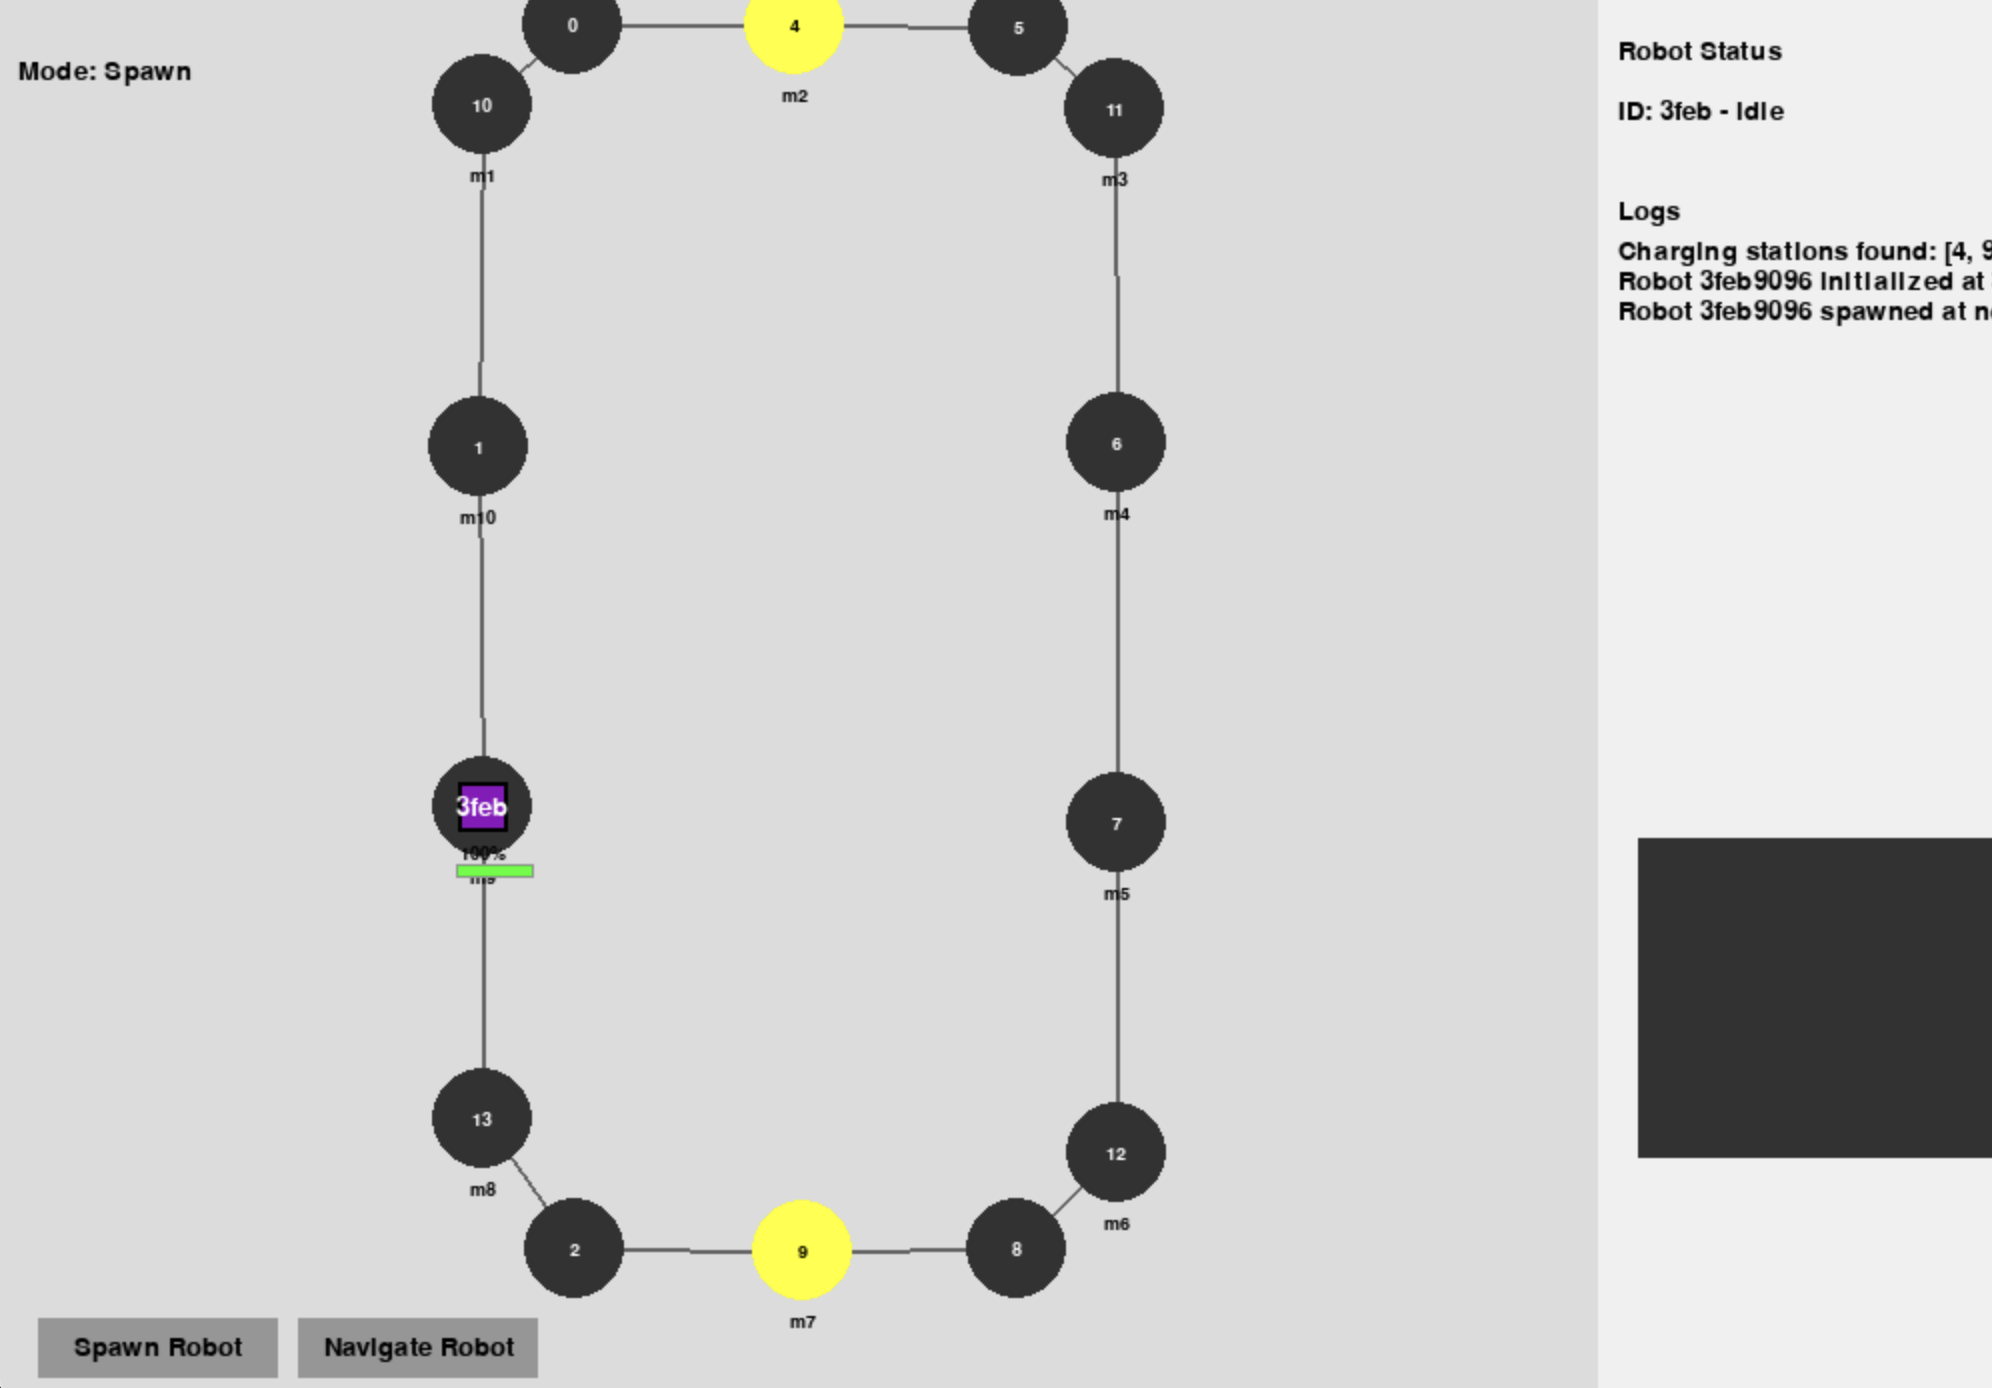 Mode: Spawn
0
4
5
10
m2
11
m1
m3
1
6
m10
m4
3feb
7
100%
m9
m5
13
12
m8
m6
2
9
8
m7
Spawn Robot
Navigate Robot
Robot Status
ID: 3feb - Idle
Logs
Charging stations found: [4, 9
Robot 3feb9096 initialized at
Robot 3feb9096 spawned at